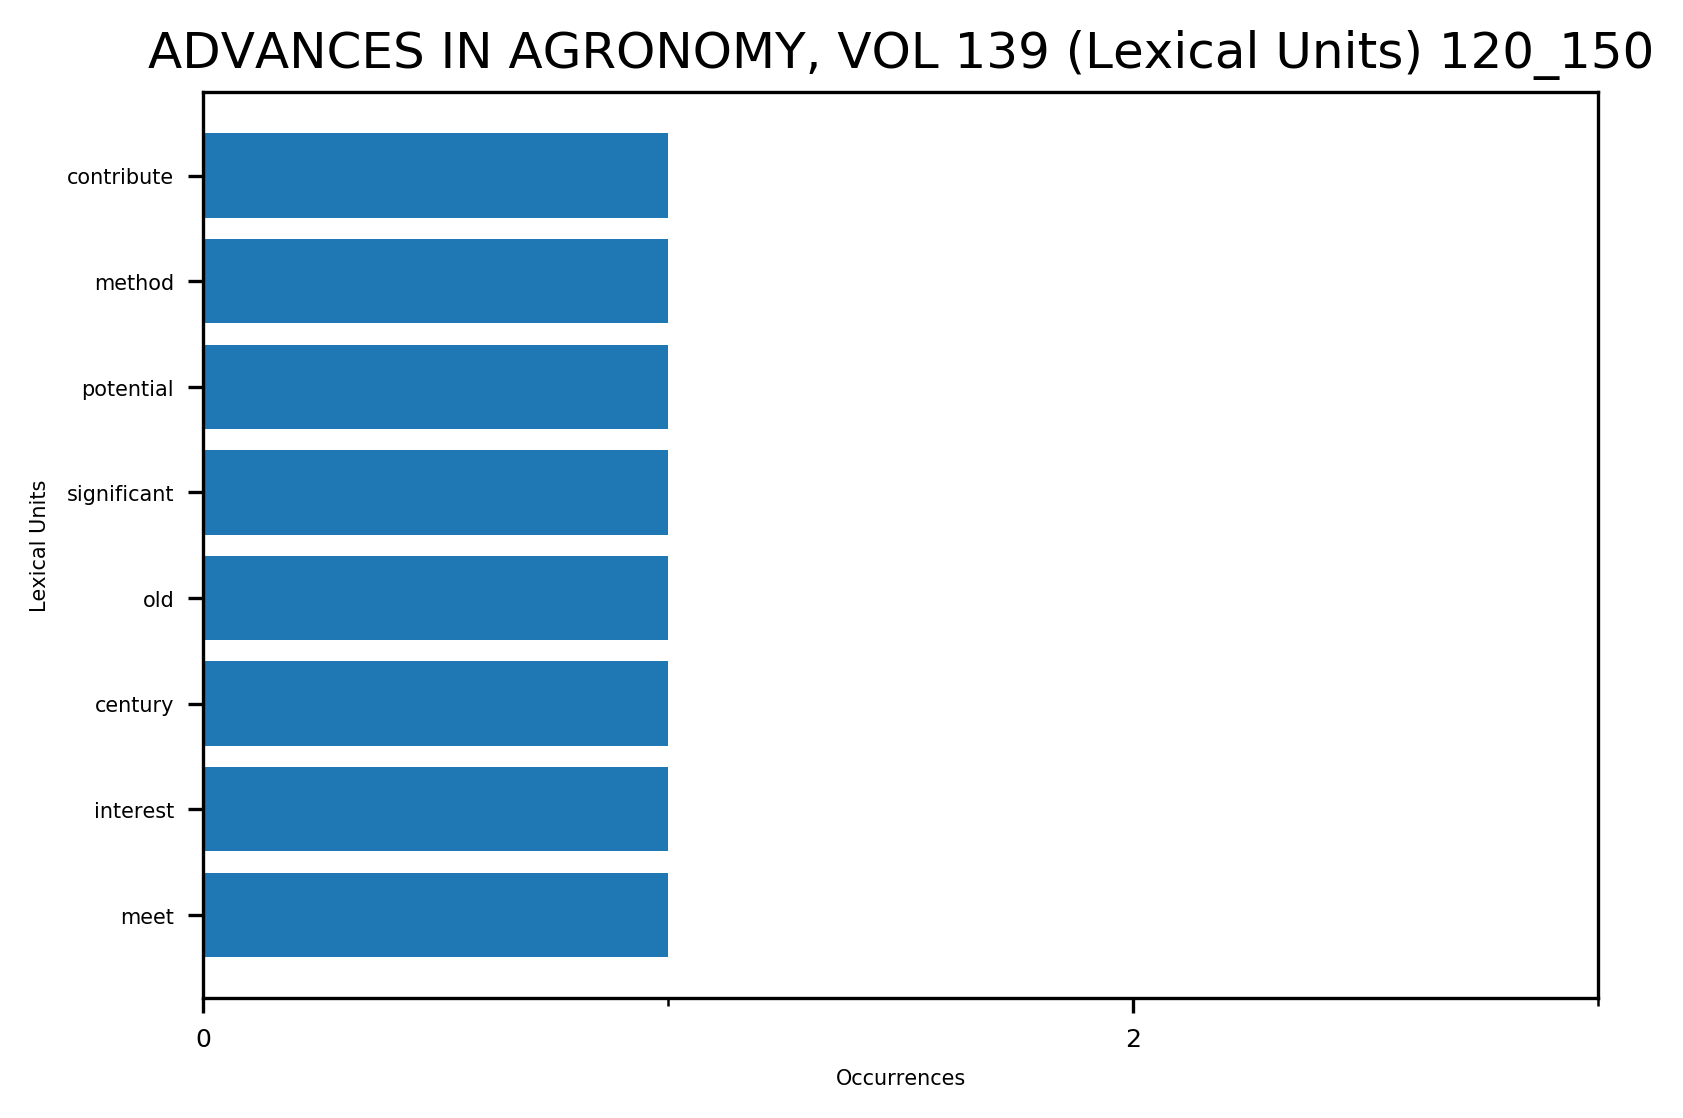 ADVANCES IN AGRONOMY, VOL 139 (Lexical Units) 120_150
contribute
method
potential
significant
old
century
interest
meet
Lexical Units
0
2
Occurrences